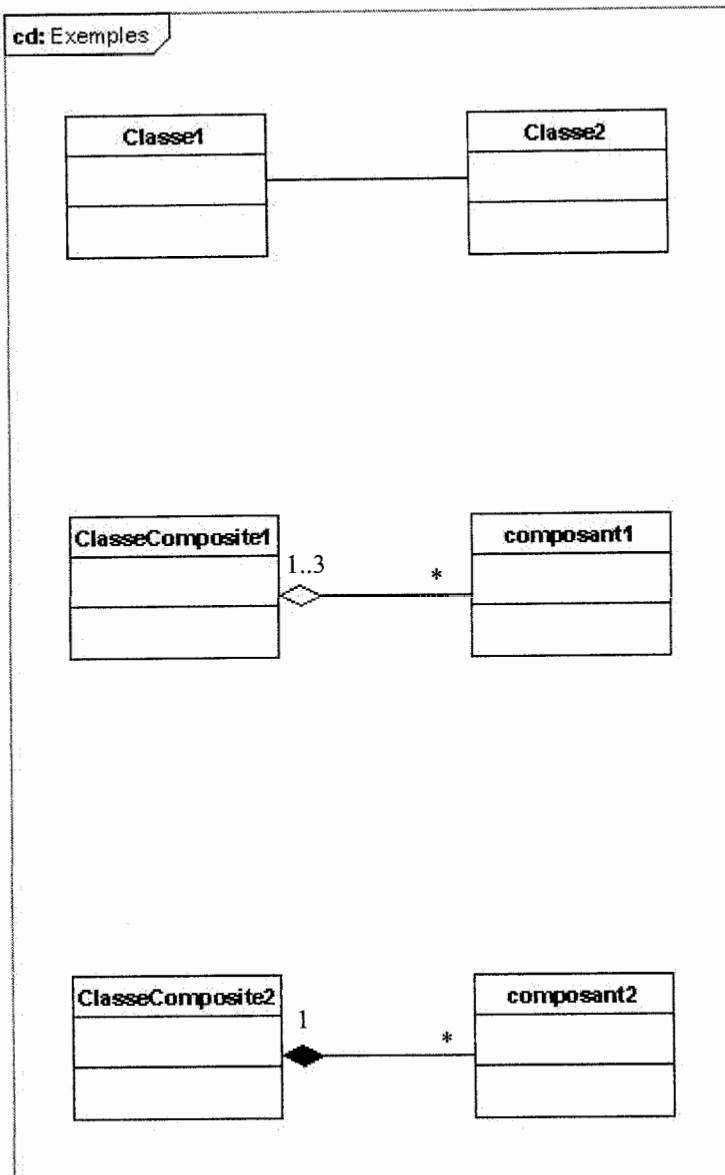 cd: Exemples
Classe1
Classe2
ClasseComposite1
composant1
1..3
*
ClasseComposite2
composant2
1
*